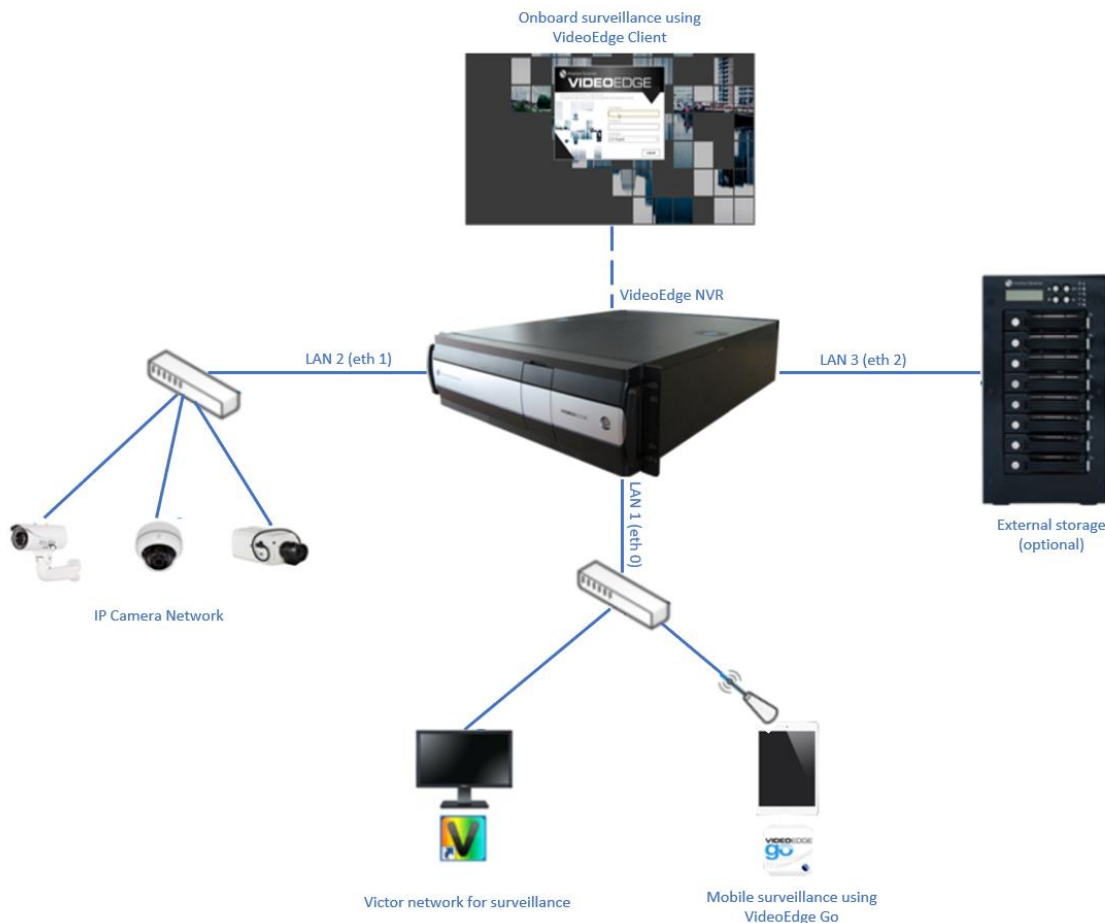 Onboard surveillance using
VideoEdge Client
VIDEOEDGE
VideoEdge NVR
LAN 2 (eth 1)
LAN 3 (eth 2)
LAN 1 (eth 0)
External storage
(optional)
IP Camera Network
V
VIDEOEDGE
go
Victor network for surveillance
Mobile surveillance using
VideoEdge Go